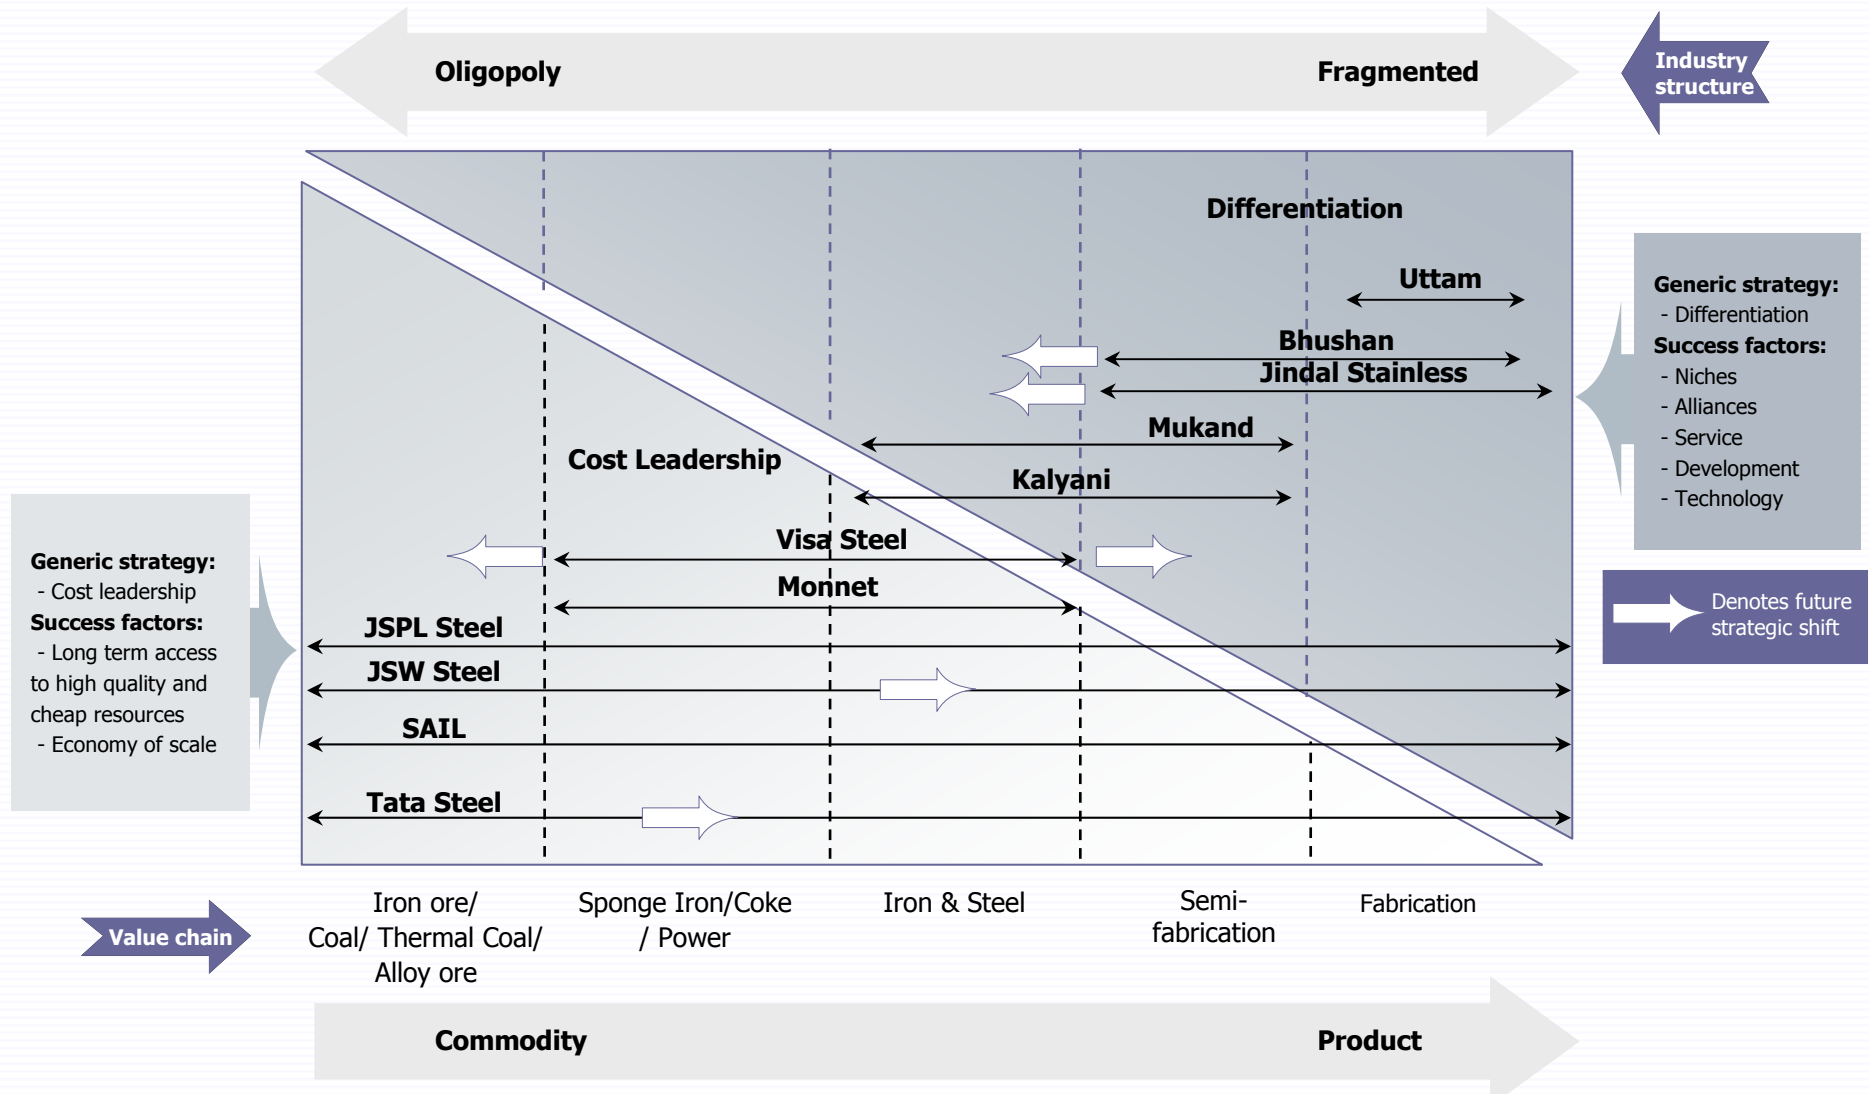 Oligopoly
Fragmented
Industry
structure
Differentiation
Uttam
Bhushan
Jindal Stainless
Mukand
Cost Leadership
Kalyani
Visa Steel
Monnet
JSPL Steel
JSW Steel
SAIL
Tata Steel
Generic strategy:
- Cost leadership
Success factors:
- Long term access
to high quality and
cheap resources
- Economy of scale
Generic strategy:
- Differentiation
Success factors:
- Niches
- Alliances
- Service
- Development
- Technology
Denotes future
strategic shift
Value chain
Iron ore/
Coal/ Thermal Coal/
Alloy ore
Sponge Iron/Coke
/ Power
Iron & Steel
Semi-
fabrication
Fabrication
Commodity
Product